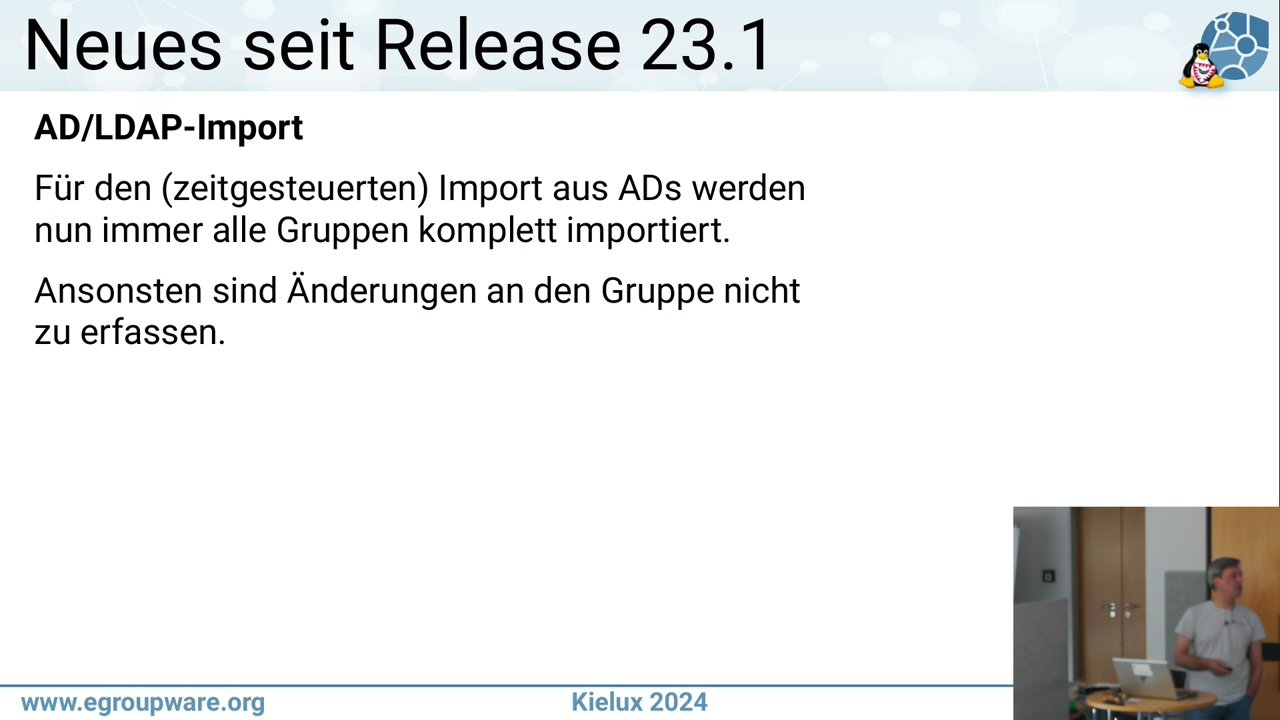 Neues seit Release 23.1
AD/LDAP-Import
Für den (zeitgesteuerten) Import aus ADs werden
nun immer alle Gruppen komplett importiert.
Ansonsten sind Änderungen an den Gruppe nicht
zu erfassen.
www.egroupware.org
Kielux 2024